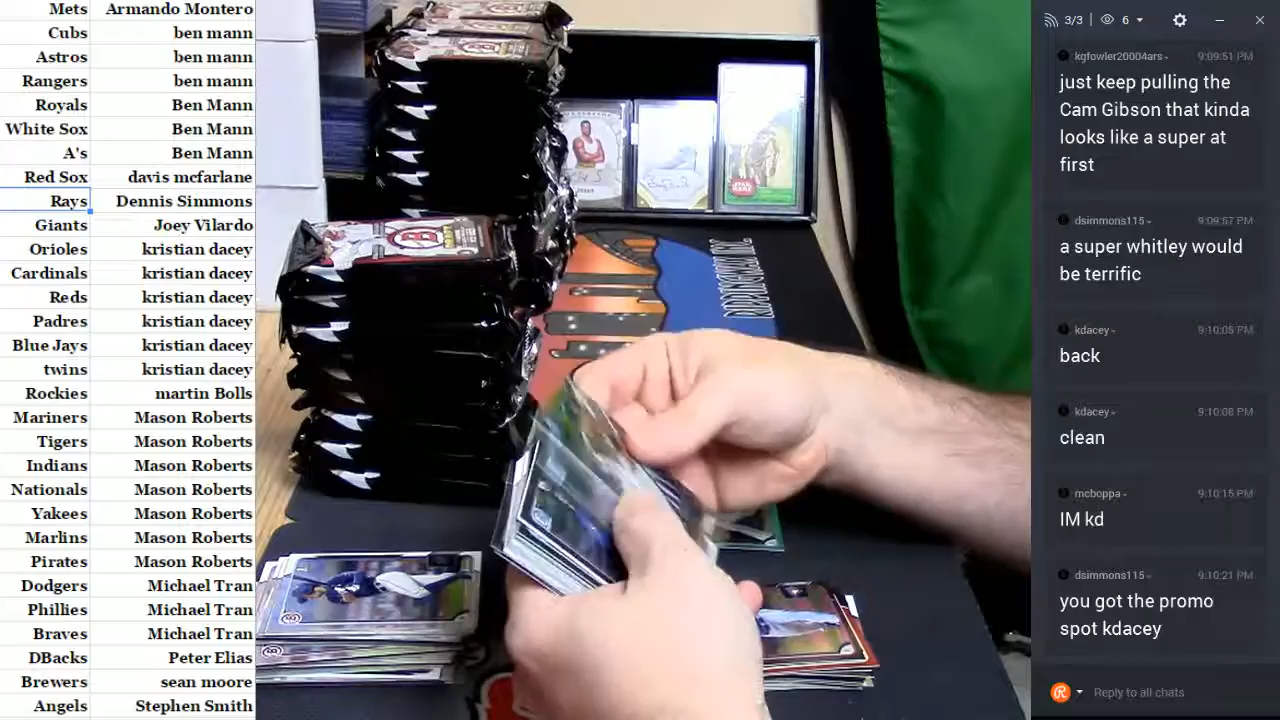 Mets Armando Montero
Cubs ben mann
Astros ben mann
Rangers ben mann
Royals Ben Mann
White Sox Ben Mann
A's Ben Mann
Red Sox davis mcfarlane
Rays Dennis Simmons
Giants Joey Vilardo
Orioles kristian dacey
Cardinals kristian dacey
Reds kristian dacey
Padres kristian dacey
Blue Jays kristian dacey
twins kristian dacey
Rockies martin Bolls
Mariners Mason Roberts
Tigers Mason Roberts
Indians Mason Roberts
Nationals Mason Roberts
Yakees Mason Roberts
Marlins Mason Roberts
Pirates Mason Roberts
Dodgers Michael Tran
Phillies Michael Tran
Braves Michael Tran
DBacks Peter Elias
Brewers sean moore
Angels Stephen Smith
STAR WARS
3/3 6
kgfowler20004ars 9:09:51 PM
just keep pulling the
Cam Gibson that kinda
looks like a super at
first
dsimmons115 9:09:57 PM
a super whitley would
be terrific
kdacey 9:10:05 PM
back
kdacey 9:10:08 PM
clean
mcboppa 9:10:15 PM
IM kd
dsimmons115 9:10:21 PM
you got the promo
spot kdacey
Reply to all chats